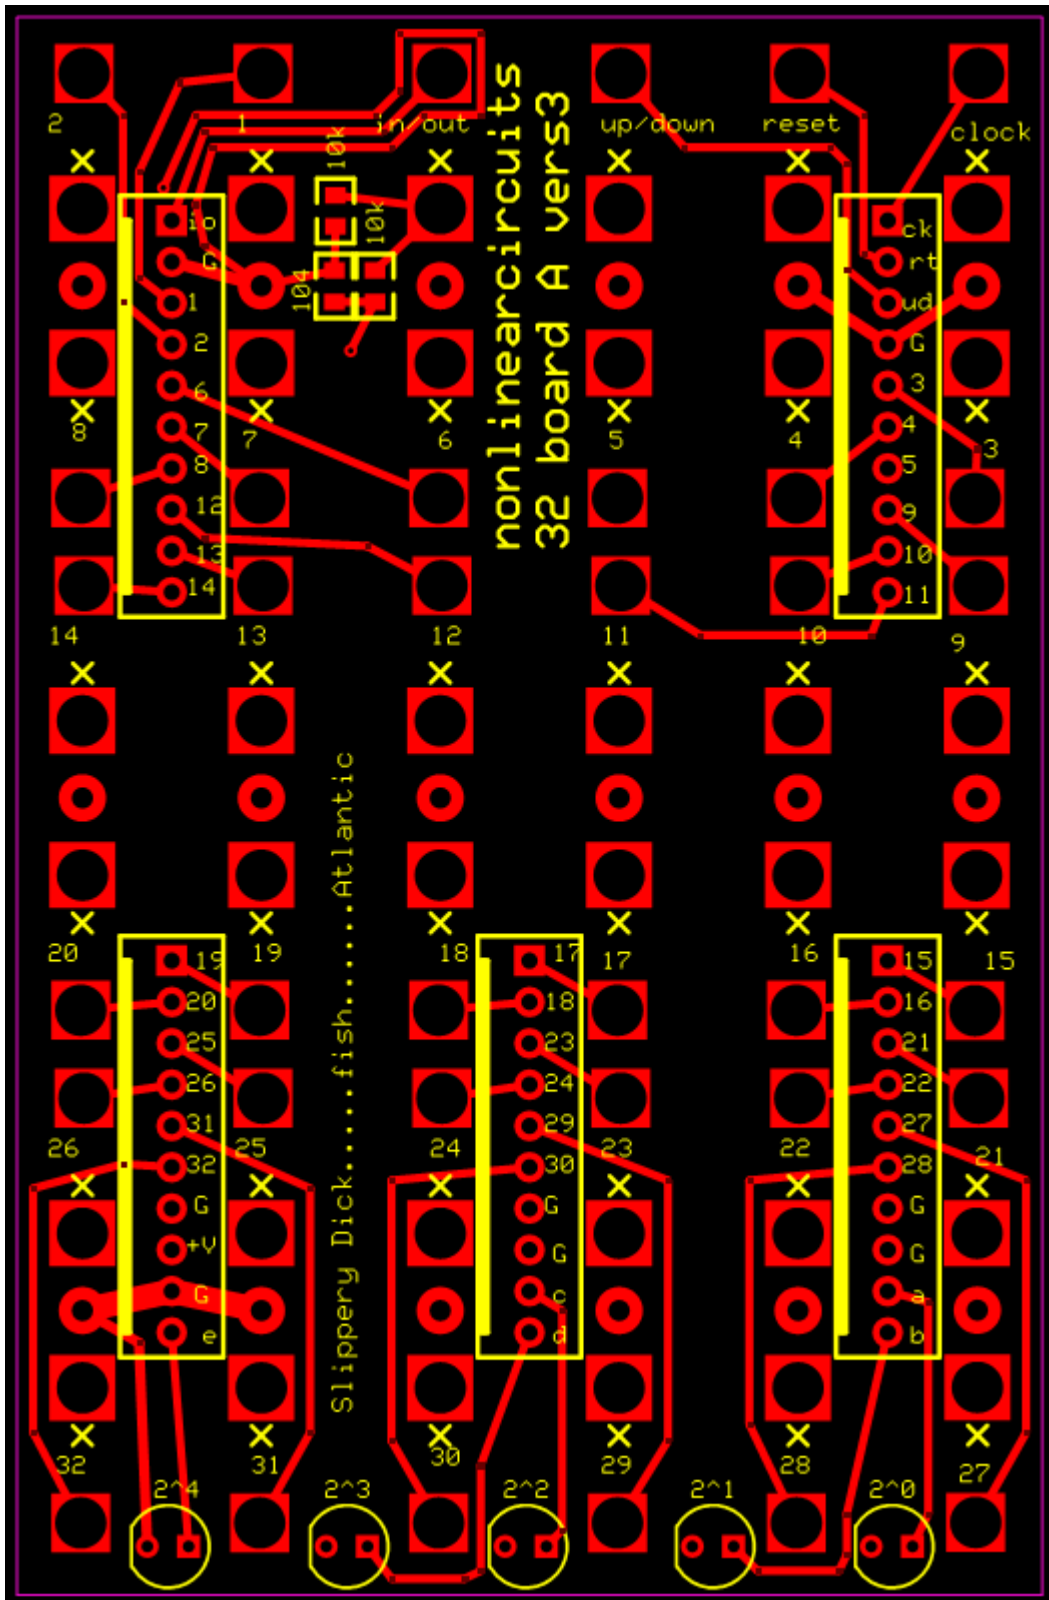 2 1 in/out up/down reset clock
10k
10k
104
nonlinearcircuits
32 board A vers3
io
G
1
2
6
7
8
12
13
14
ck
rt
ud
G
3
4
5
9
10
11
8 7 6 5 4 3
14 13 12 11 10 9
Slippery Dick......fish.......Atlantic
20 19 18 17 16 15
19
20
25
26
31
32
G
+V
G
e
17
18
23
24
29
30
G
G
c
d
15
16
21
22
27
28
G
G
a
b
26 25 24 23 22 21
32 31 30 29 28 27
2^4 2^3 2^2 2^1 2^0